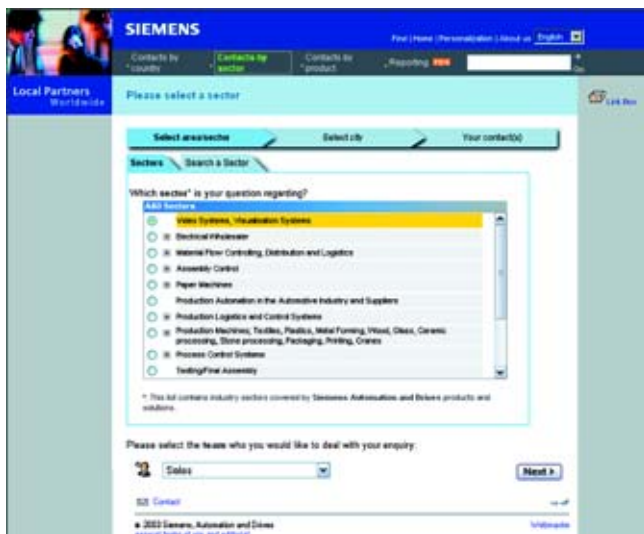 SIEMENS
Find | Home | Personalization | About us English
Contacts by country
Contacts by sector
Contacts by product
Reporting
Go
Local Partners
Worldwide
Please select a sector
Link Box
Select area/sector
Select city
Your contact(s)
Sectors
Search a Sector
Which sector* is your question regarding?
A&D Sectors
Video Systems, Visualisation Systems
Electrical Wholesaler
Material Flow Controlling, Distribution and Logistics
Assembly Control
Paper Machines
Production Automation in the Automotive Industry and Suppliers
Production Logistics and Control Systems
Production Machines; Textiles, Plastics, Metal Forming, Wood, Glass, Ceramic
processing, Stone processing, Packaging, Printing, Cranes
Process Control Systems
Testing/Final Assembly
* This list contains industry sectors covered by Siemens Automation and Drives products and
solutions.
Please select the team who you would like to deal with your enquiry:
Sales
Next
Contact
© 2003 Siemens, Automation and Drives
Webmaster